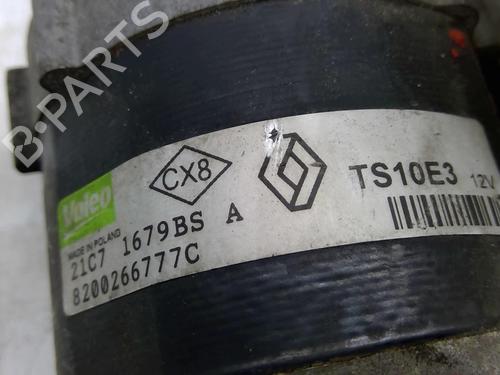 Valeo
MADE IN POLAND
CX8
TS10E3 12V
21C7 1679BS A
8200266777C
B-PARTS